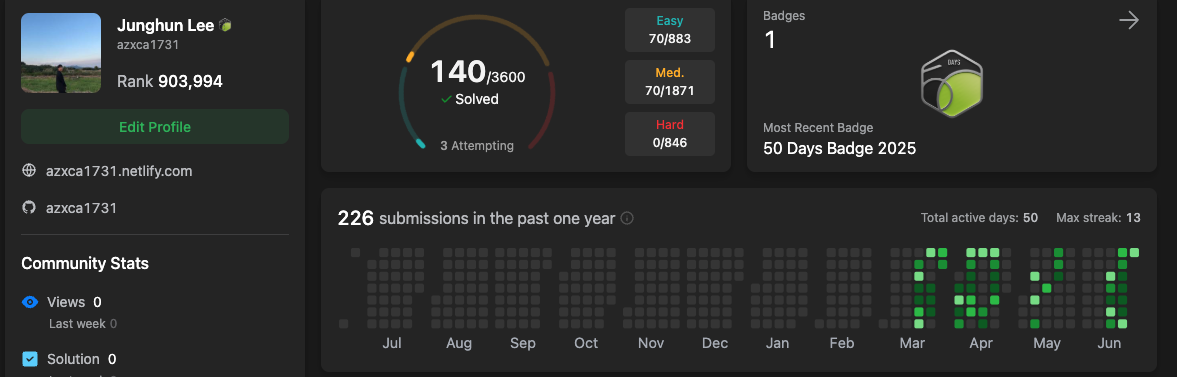 Junghun Lee
azxca1731
Rank 903,994
Edit Profile
azxca1731.netlify.com
azxca1731
Community Stats
Views 0
Last week 0
Solution 0
140/3600
Solved
3 Attempting
Easy
70/883
Med.
70/1871
Hard
0/846
Badges
1
DAYS
Most Recent Badge
50 Days Badge 2025
226 submissions in the past one year
Total active days: 50 Max streak: 13
Jul Aug Sep Oct Nov Dec Jan Feb Mar Apr May Jun